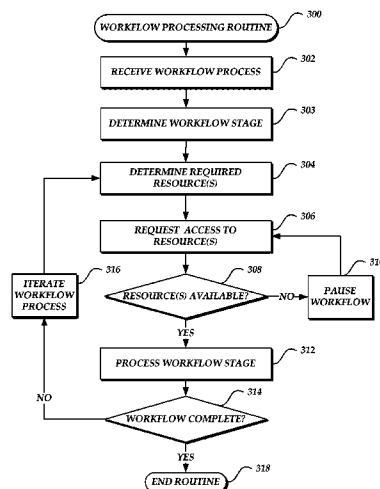 WORKFLOW PROCESSING ROUTINE
300
RECEIVE WORKFLOW PROCESS
302
DETERMINE WORKFLOW STAGE
303
DETERMINE REQUIRED
RESOURCE(S)
304
REQUEST ACCESS TO
RESOURCE(S)
306
RESOURCE(S) AVAILABLE?
308
NO
PAUSE
WORKFLOW
YES
PROCESS WORKFLOW STAGE
312
WORKFLOW COMPLETE?
314
NO
ITERATE
WORKFLOW
PROCESS
316
YES
END ROUTINE
318